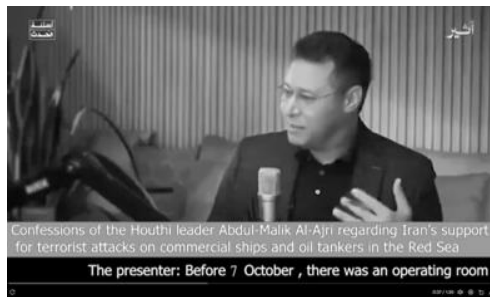 أثير
Confessions of the Houthi leader Abdul-Malik Al-Ajri regarding Iran's support
for terrorist attacks on commercial ships and oil tankers in the Red Sea
The presenter: Before 7 October , there was an operating room